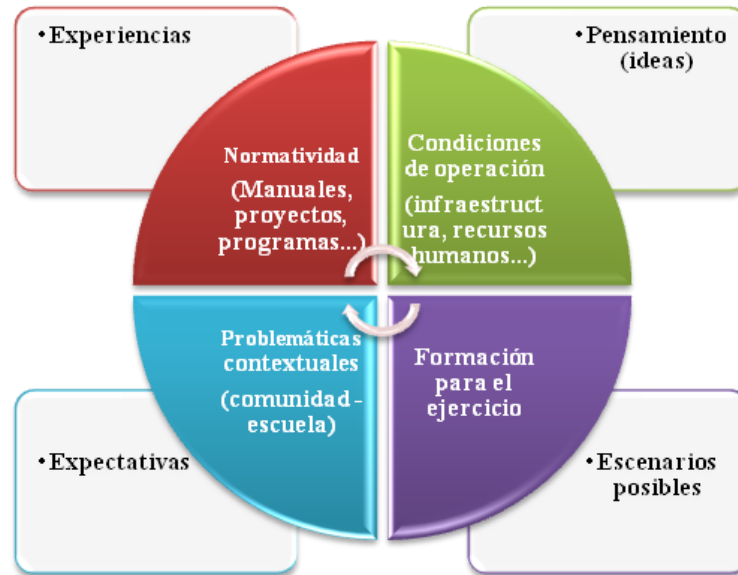 •Experiencias
•Pensamiento
(ideas)
Normatividad
(Manuales,
proyectos,
programas...)
Condiciones
de operación
(infraestruct
ura, recursos
humanos...)
Problemáticas
contextuales
(comunidad -
escuela)
Formación
para el
ejercicio
•Expectativas
•Escenarios
posibles